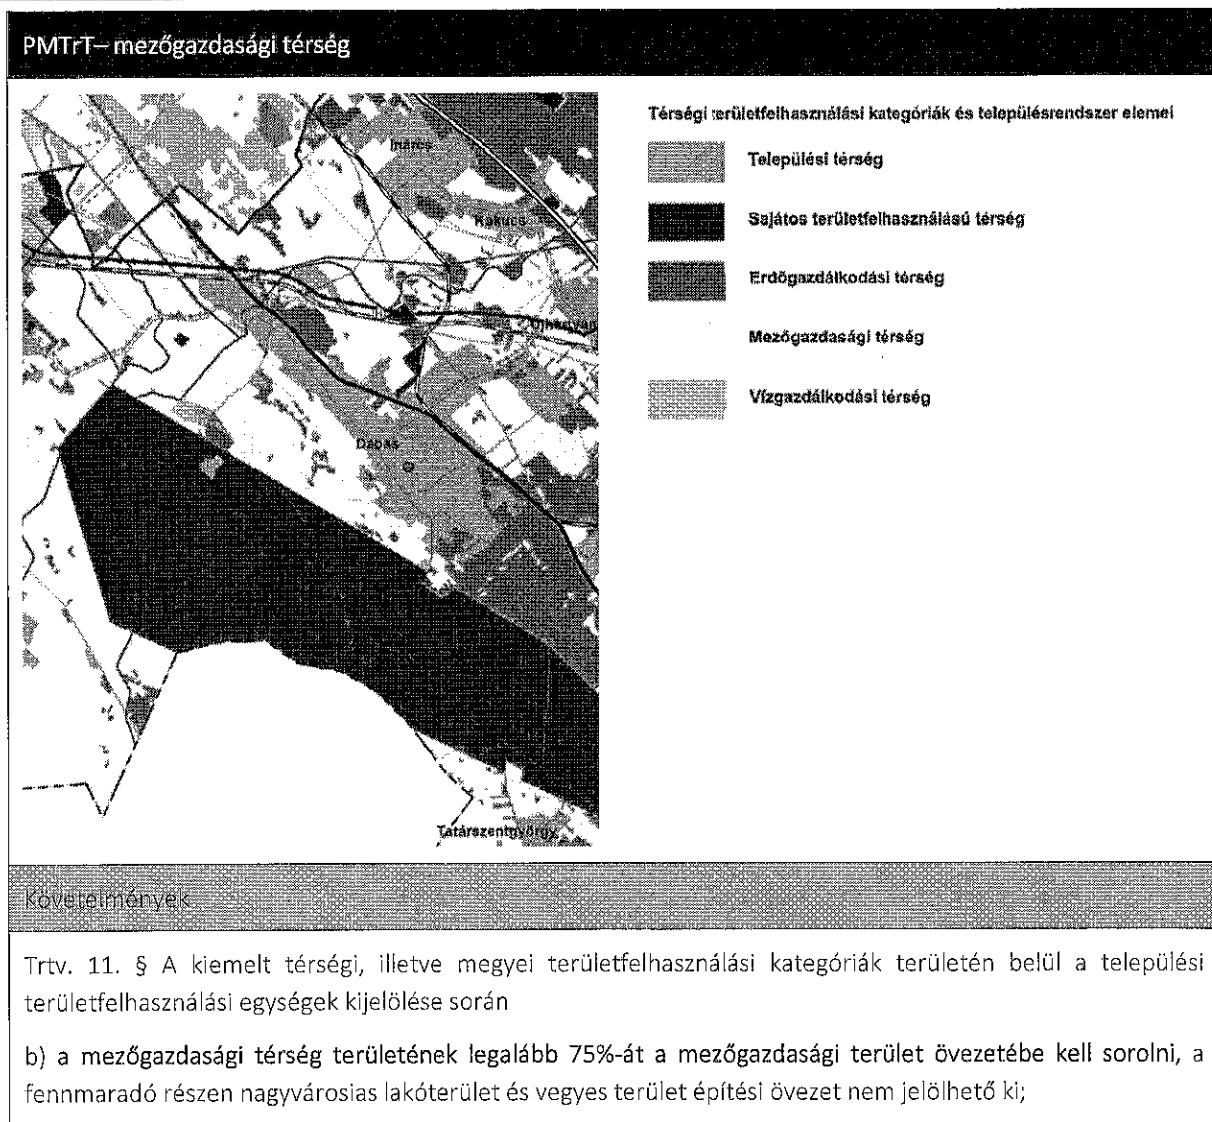 PMTrT– mezőgazdasági térség
Térségi területfelhasználási kategóriák és településrendszer elemei
Települési térség
Sajátos területfelhasználású térség
Erdőgazdálkodási térség
Mezőgazdasági térség
Vízgazdálkodási térség
Inárcs
Kakucs
Újhartyán
Dabas
Tatárszentgyörgy
Követelmények
Trtv. 11. § A kiemelt térségi, illetve megyei területfelhasználási kategóriák területén belül a települési
területfelhasználási egységek kijelölése során
b) a mezőgazdasági térség területének legalább 75%-át a mezőgazdasági terület övezetébe kell sorolni, a
fennmaradó részen nagyvárosias lakóterület és vegyes terület építési övezet nem jelölhető ki;